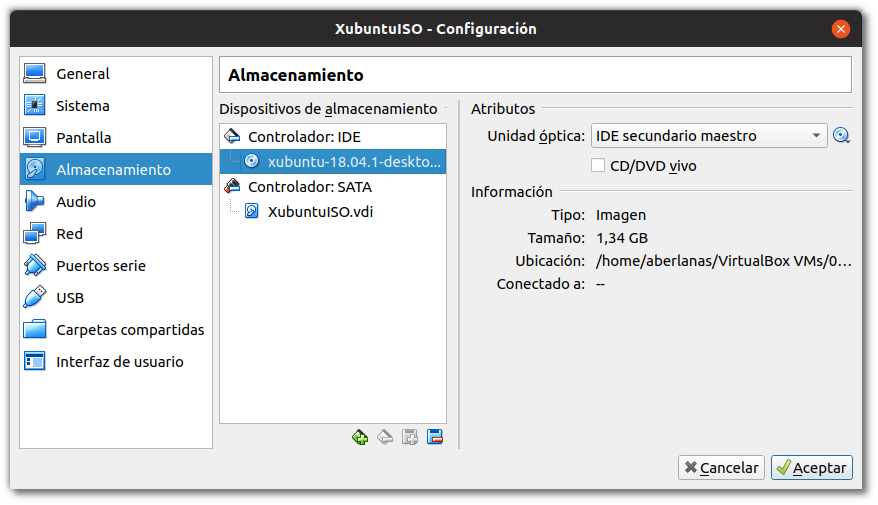 XubuntuISO - Configuración
General
Sistema
Pantalla
Almacenamiento
Audio
Red
Puertos serie
USB
Carpetas compartidas
Interfaz de usuario
Almacenamiento
Dispositivos de almacenamiento
Controlador: IDE
xubuntu-18.04.1-deskto...
Controlador: SATA
XubuntuISO.vdi
Atributos
Unidad óptica: IDE secundario maestro
CD/DVD vivo
Información
Tipo: Imagen
Tamaño: 1,34 GB
Ubicación: /home/aberlanas/VirtualBox VMs/0...
Conectado a: --
Cancelar Aceptar